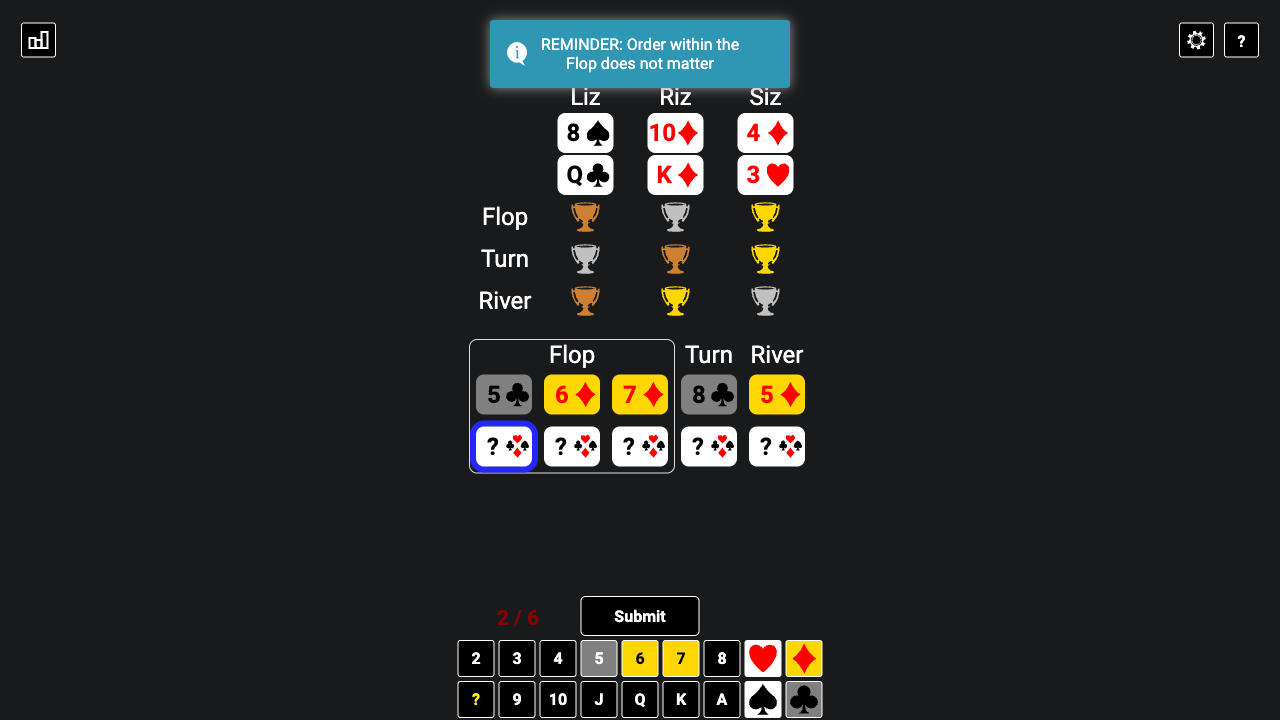 REMINDER: Order within the
Flop does not matter
?
Liz Riz Siz
8 10 4
Q K 3
Flop
Turn
River
Flop Turn River
5 6 7 8 5
? ? ? ? ?
2 / 6 Submit
2 3 4 5 6 7 8
? 9 10 J Q K A